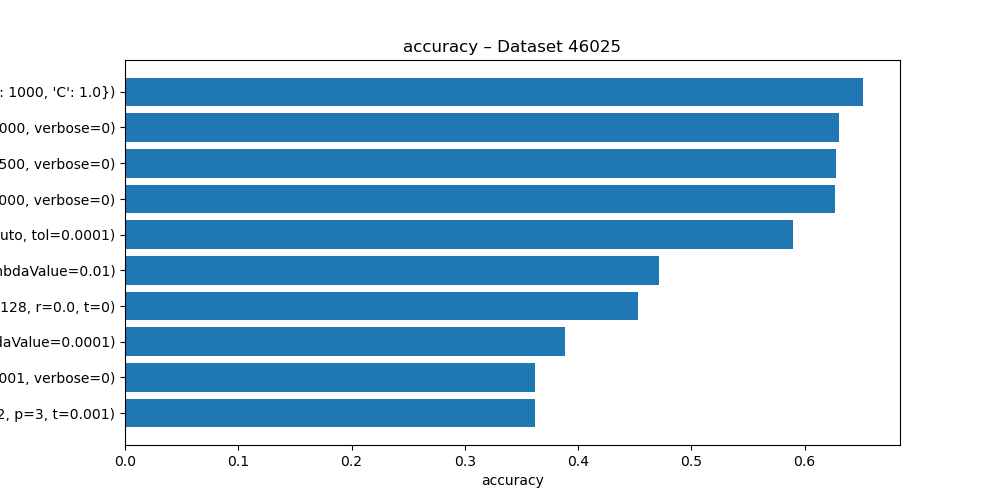 accuracy – Dataset 46025
: 1000, 'C': 1.0})
000, verbose=0)
500, verbose=0)
000, verbose=0)
uto, tol=0.0001)
nbdaValue=0.01)
128, r=0.0, t=0)
daValue=0.0001)
001, verbose=0)
2, p=3, t=0.001)
0.0 0.1 0.2 0.3 0.4 0.5 0.6
accuracy